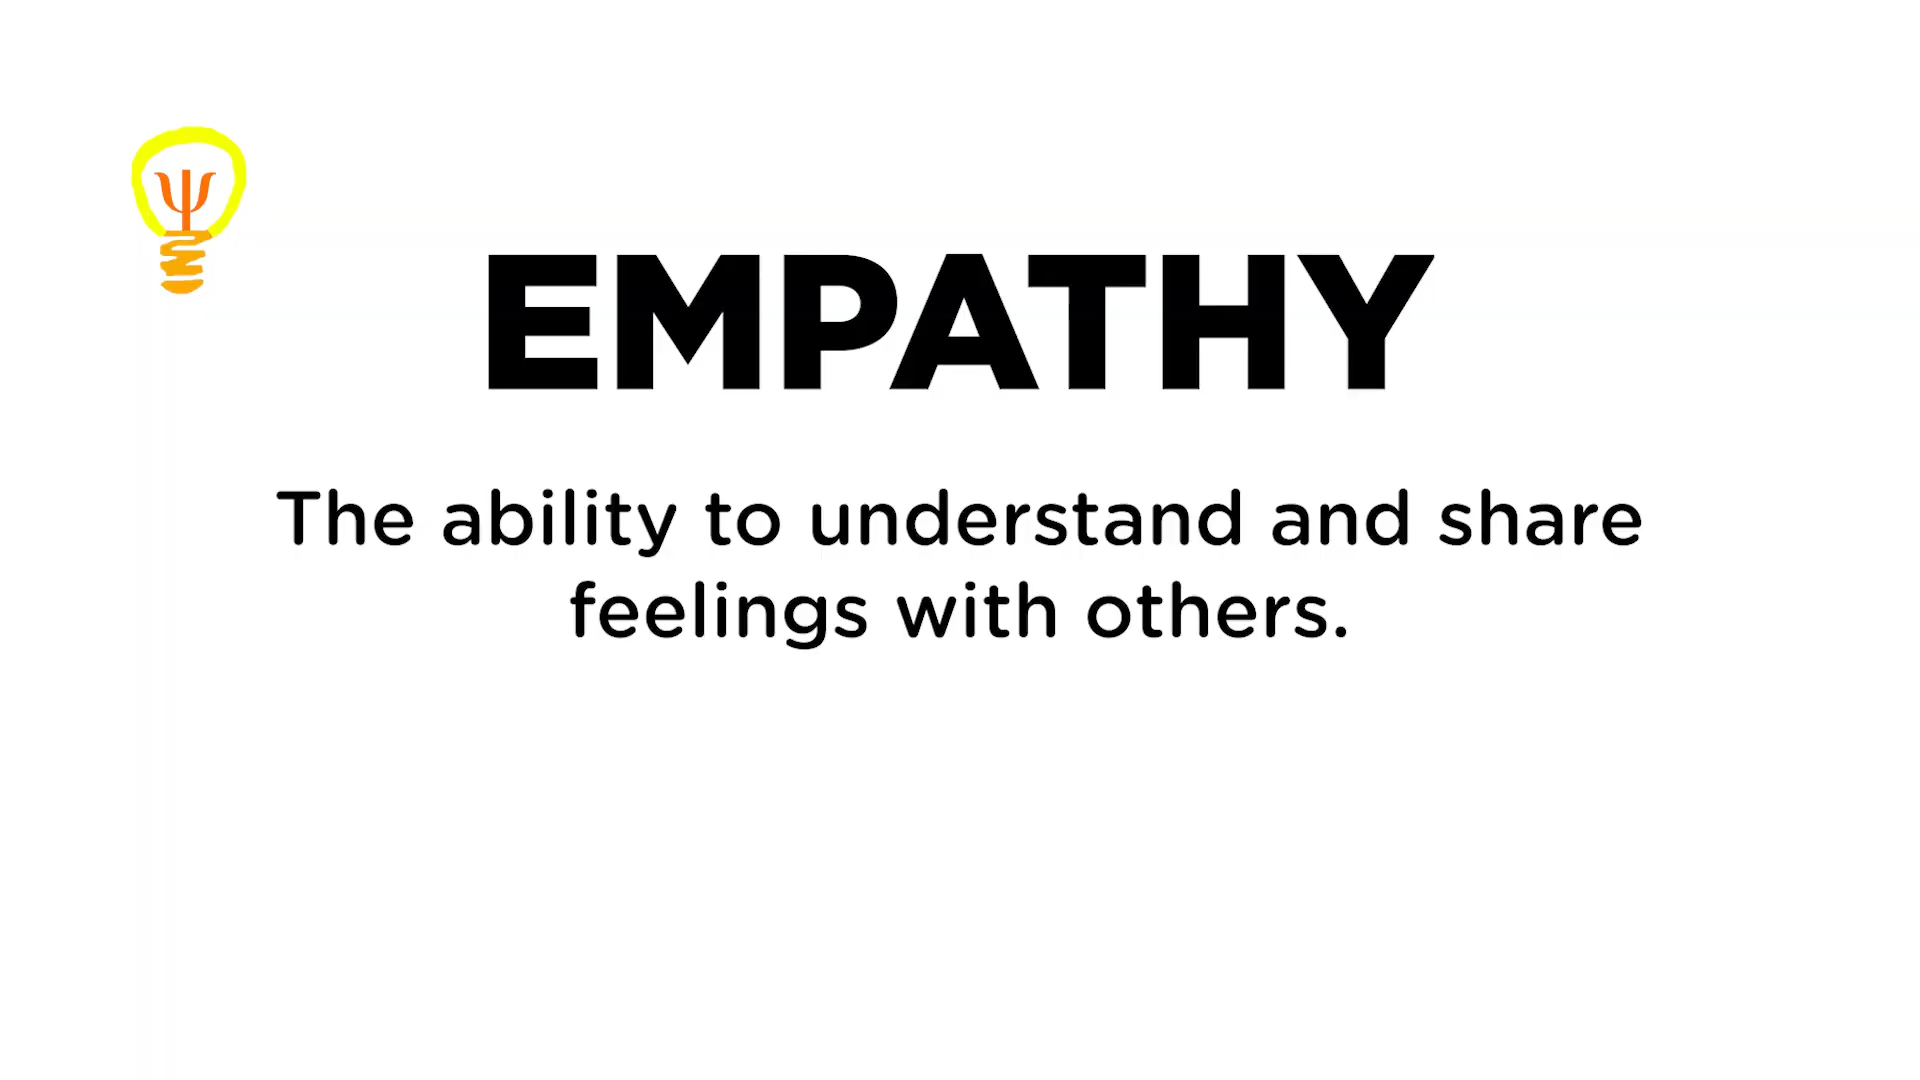 Ψ
EMPATHY
The ability to understand and share
feelings with others.